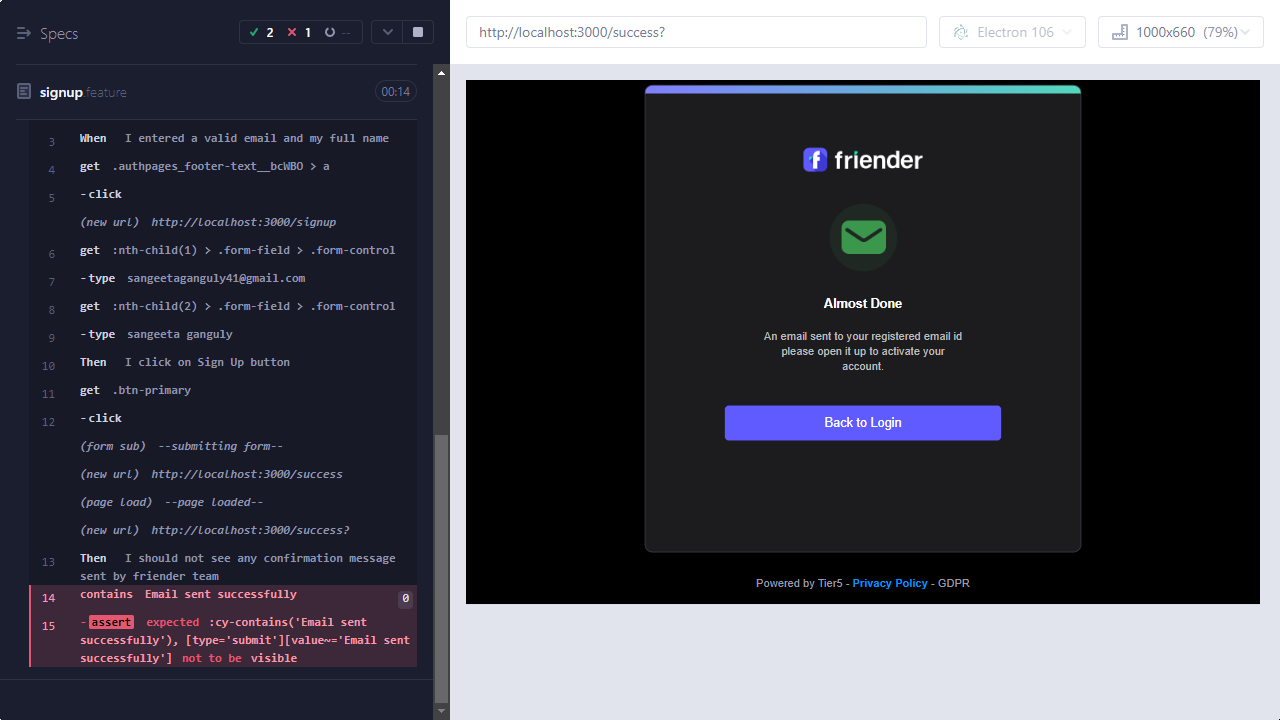 Specs
2
1
--
http://localhost:3000/success?
Electron 106
1000x660 (79%)
signup.feature
00:14
3 When I entered a valid email and my full name
4 get .authpages_footer-text__bcWBO > a
5 -click
(new url) http://localhost:3000/signup
6 get :nth-child(1) > .form-field > .form-control
7 -type sangeetaganguly41@gmail.com
8 get :nth-child(2) > .form-field > .form-control
9 -type sangeeta ganguly
10 Then I click on Sign Up button
11 get .btn-primary
12 -click
(form sub) --submitting form--
(new url) http://localhost:3000/success
(page load) --page loaded--
(new url) http://localhost:3000/success?
13 Then I should not see any confirmation message
sent by friender team
14 contains Email sent successfully 0
15 -assert expected :cy-contains('Email sent
successfully'), [type='submit'][value~='Email sent
successfully'] not to be visible
friender
Almost Done
An email sent to your registered email id
please open it up to activate your
account.
Back to Login
Powered by Tier5 - Privacy Policy - GDPR